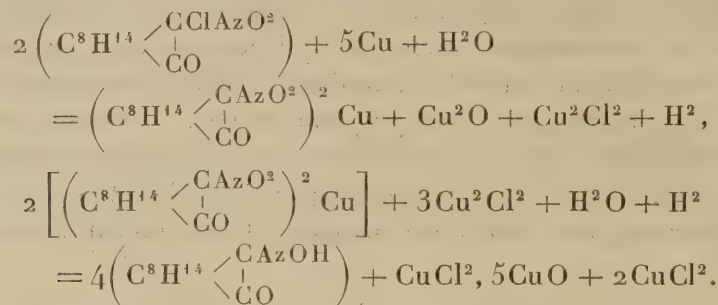 2 ( C⁸H¹⁴ < CClAzO² | CO ) + 5Cu + H²O
= ( C⁸H¹⁴ < CAzO² | CO )² Cu + Cu²O + Cu²Cl² + H²,
2 [ ( C⁸H¹⁴ < CAzO² | CO )² Cu ] + 3Cu²Cl² + H²O + H²
= 4 ( C⁸H¹⁴ < CAzOH | CO ) + CuCl², 5CuO + 2CuCl².